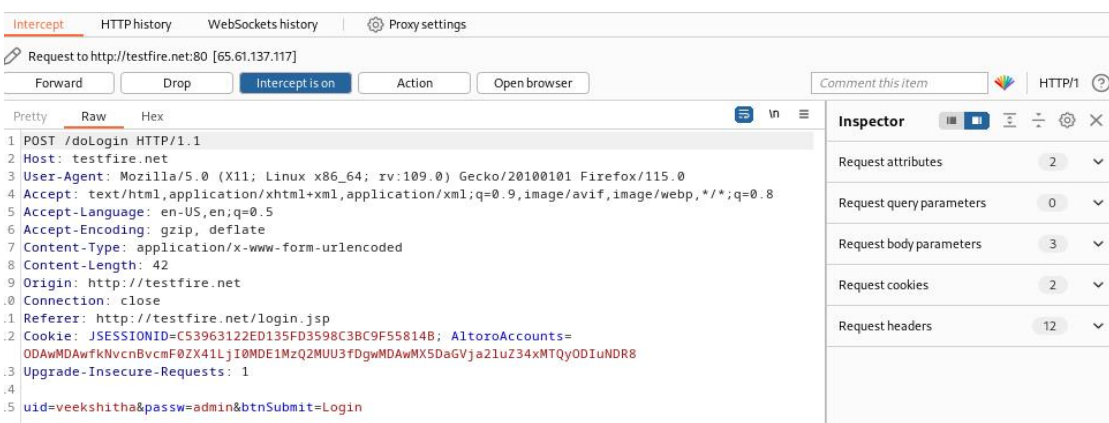 Intercept HTTP history WebSockets history Proxy settings
Request to http://testfire.net:80 [65.61.137.117]
Forward Drop Intercept is on Action Open browser Comment this item HTTP/1 ?
Pretty Raw Hex \n
1 POST /doLogin HTTP/1.1
2 Host: testfire.net
3 User-Agent: Mozilla/5.0 (X11; Linux x86_64; rv:109.0) Gecko/20100101 Firefox/115.0
4 Accept: text/html,application/xhtml+xml,application/xml;q=0.9,image/avif,image/webp,*/*;q=0.8
5 Accept-Language: en-US,en;q=0.5
6 Accept-Encoding: gzip, deflate
7 Content-Type: application/x-www-form-urlencoded
8 Content-Length: 42
9 Origin: http://testfire.net
.0 Connection: close
.1 Referer: http://testfire.net/login.jsp
.2 Cookie: JSESSIONID=C53963122ED135FD3598C3BC9F55814B; AltoroAccounts=
ODAwMDAwfkNvcnBvcmF0ZX41LjI0MDE1MzQ2MUU3fDgwMDAwMX5DaGVja2luZ34xMTQyODIuNDR8
.3 Upgrade-Insecure-Requests: 1
.4
.5 uid=veekshitha&passw=admin&btnSubmit=Login
Inspector
Request attributes 2
Request query parameters 0
Request body parameters 3
Request cookies 2
Request headers 12